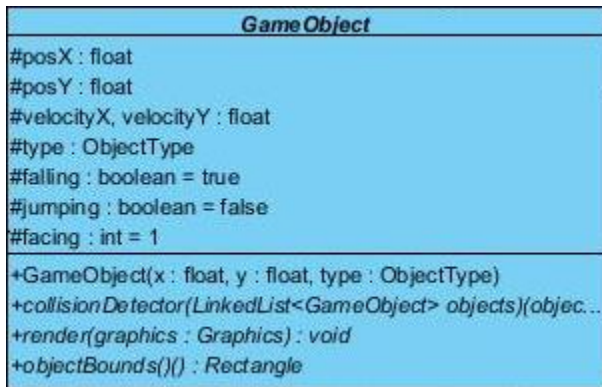 GameObject
#posX : float
#posY : float
#velocityX, velocityY : float
#type : ObjectType
#falling : boolean = true
#jumping : boolean = false
#facing : int = 1
+GameObject(x : float, y : float, type : ObjectType)
+collisionDetector(LinkedList<GameObject> objects)(objec...
+render(graphics : Graphics) : void
+objectBounds()() : Rectangle